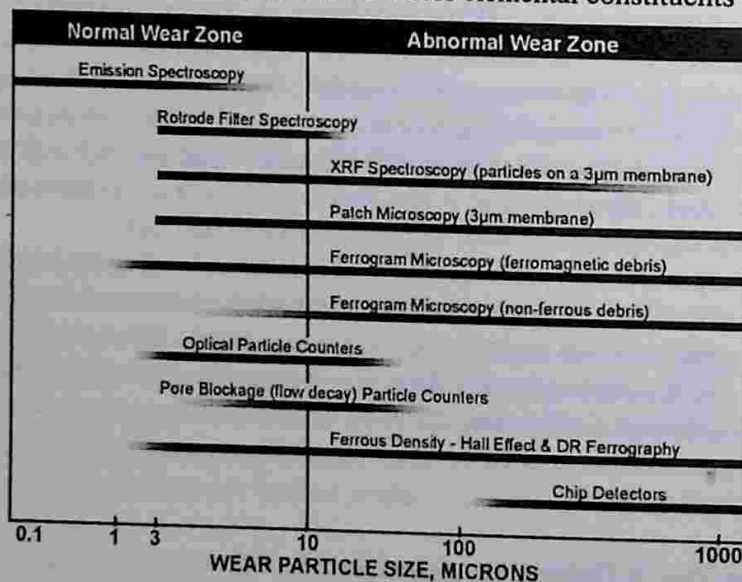 elemental constituents
Normal Wear Zone
Abnormal Wear Zone
Emission Spectroscopy
Rotrode Filter Spectroscopy
XRF Spectroscopy (particles on a 3µm membrane)
Patch Microscopy (3µm membrane)
Ferrogram Microscopy (ferromagnetic debris)
Ferrogram Microscopy (non-ferrous debris)
Optical Particle Counters
Pore Blockage (flow decay) Particle Counters
Ferrous Density - Hall Effect & DR Ferrography
Chip Detectors
0.1 1 3 10 100 1000
WEAR PARTICLE SIZE, MICRONS